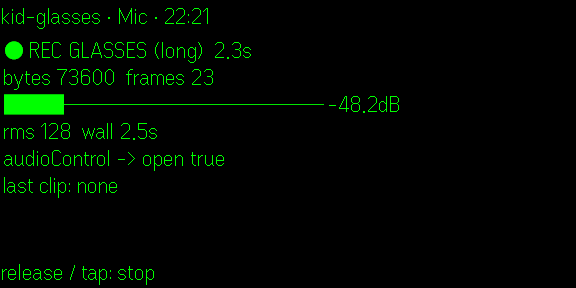 kid-glasses · Mic · 22:21
REC GLASSES (long) 2.3s
bytes 73600 frames 23
-48.2dB
rms 128 wall 2.5s
audioControl -> open true
last clip: none
release / tap: stop